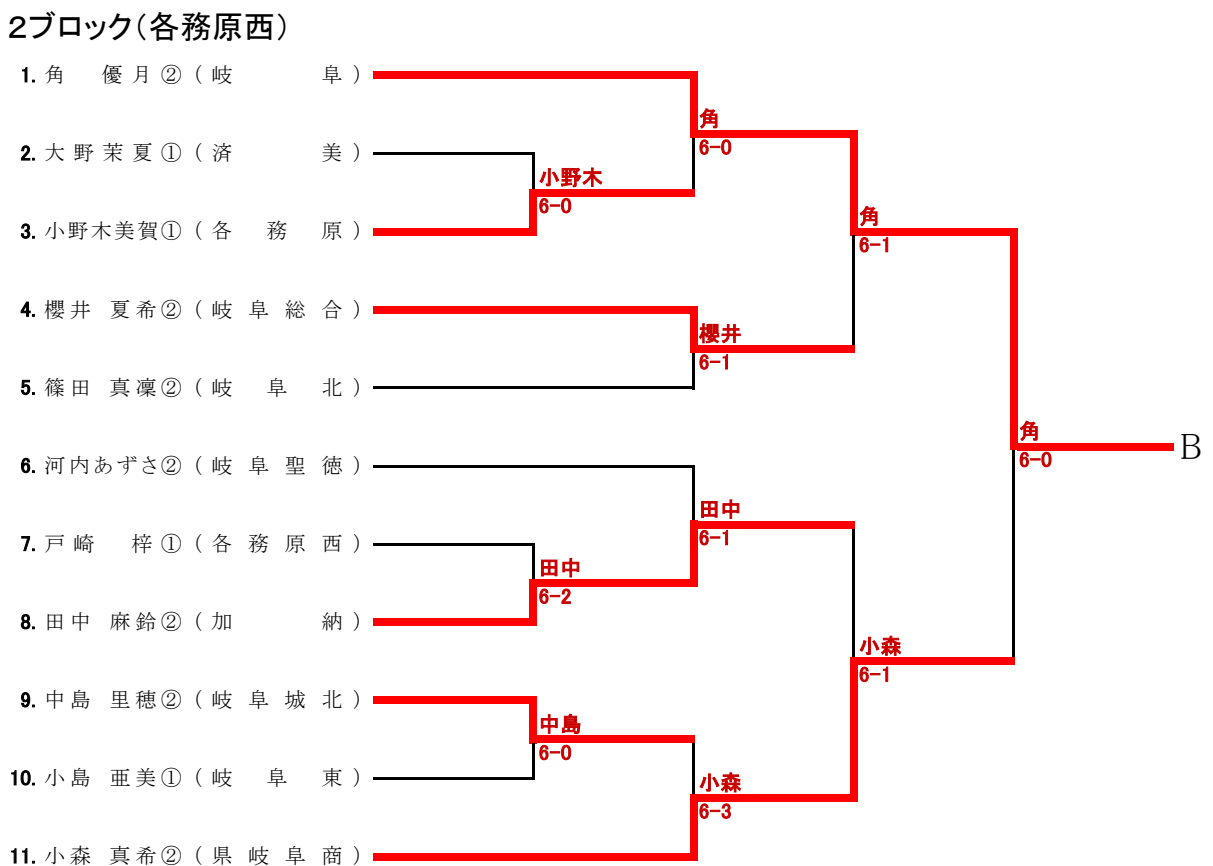 2ブロック(各務原西)
1. 角 優月② (岐 阜)
角
6-0
2. 大野茉夏① (済 美)
小野木
6-0
3. 小野木美賀① (各 務 原)
角
6-1
4. 櫻井 夏希② (岐阜総合)
櫻井
6-1
5. 篠田 真凜② (岐 阜 北)
角
6-0
B
6. 河内あずさ② (岐阜聖徳)
田中
6-1
7. 戸崎 梓① (各務原西)
田中
6-2
8. 田中 麻鈴② (加 納)
小森
6-1
9. 中島 里穂② (岐阜城北)
中島
6-0
10. 小島 亜美① (岐 阜 東)
小森
6-3
11. 小森 真希② (県岐阜商)